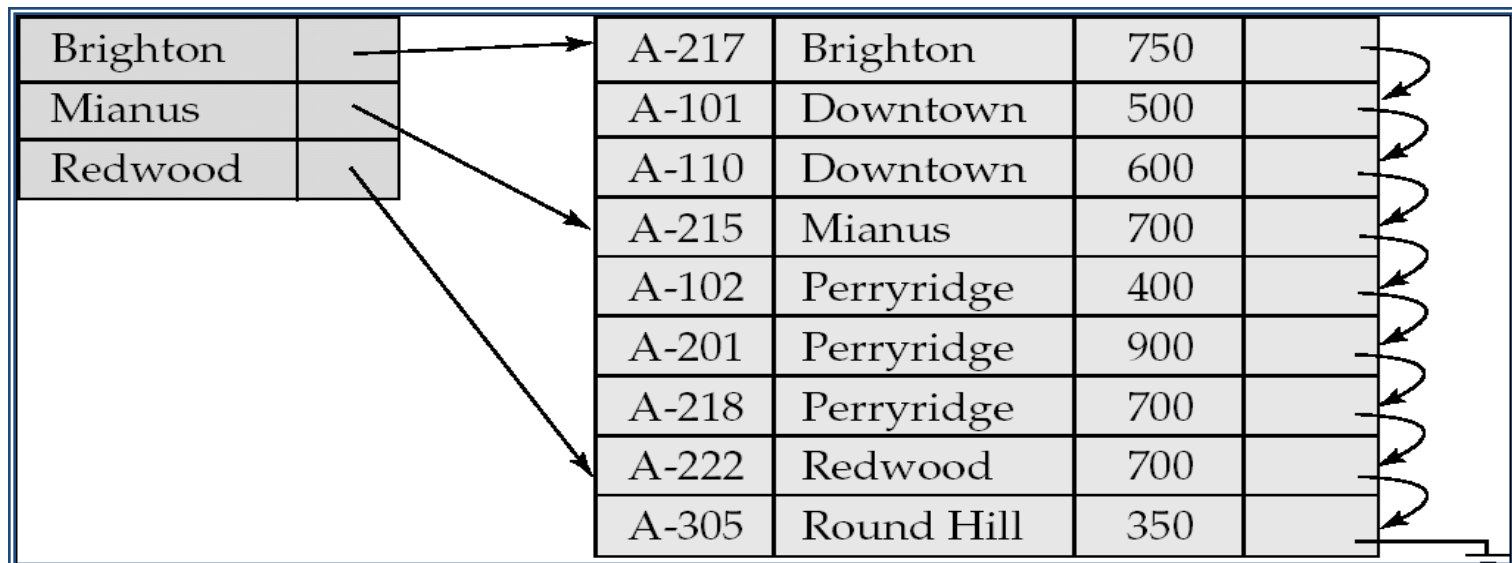 Brighton
Mianus
Redwood
A-217 Brighton 750
A-101 Downtown 500
A-110 Downtown 600
A-215 Mianus 700
A-102 Perryridge 400
A-201 Perryridge 900
A-218 Perryridge 700
A-222 Redwood 700
A-305 Round Hill 350